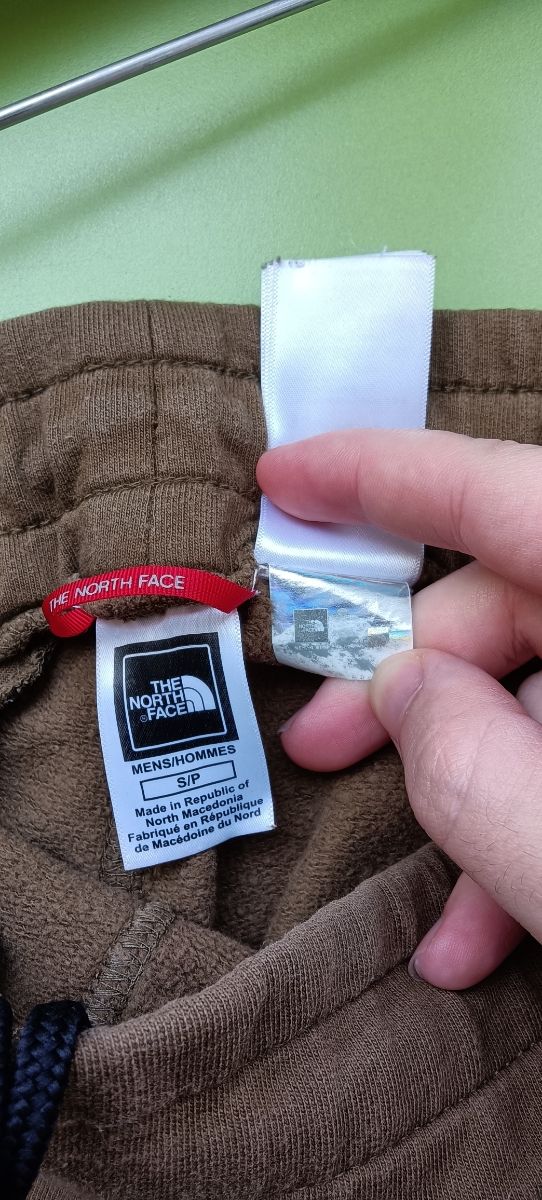 THE NORTH FACE
THE
NORTH
FACE
®
MENS/HOMMES
S/P
Made in Republic of
North Macedonia
Fabriqué en République
de Macédoine du Nord